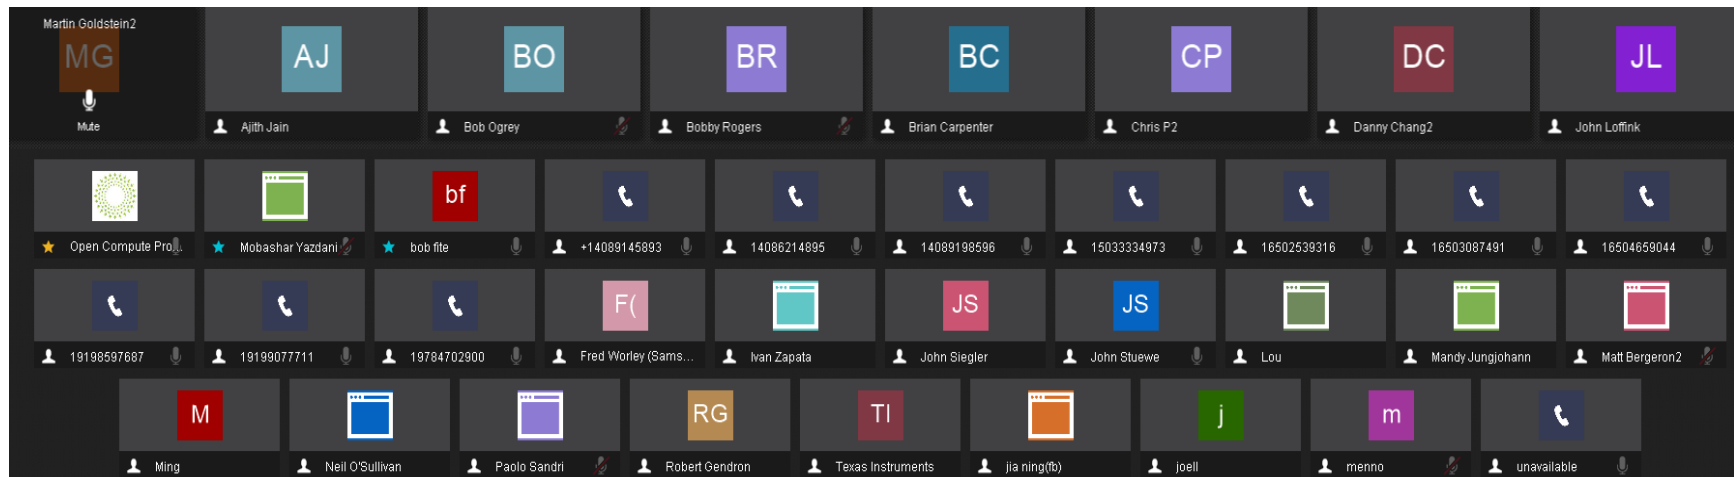 Martin Goldstein2
MG
AJ
BO
BR
BC
CP
DC
JL
Mute
Ajith Jain
Bob Ogrey
Bobby Rogers
Brian Carpenter
Chris P2
Danny Chang2
John Loffink
bf
Open Compute Pro...
Mobashar Yazdani
bob fite
+14089145893
14086214895
14089198596
15033334973
16502539316
16503087491
16504659044
F(
JS
JS
19198597687
19199077711
19784702900
Fred Worley (Sams...
Ivan Zapata
John Siegler
John Stuewe
Lou
Mandy Jungjohann
Matt Bergeron2
M
RG
TI
j
m
Ming
Neil O'Sullivan
Paolo Sandri
Robert Gendron
Texas Instruments
jia ning(fb)
joell
menno
unavailable